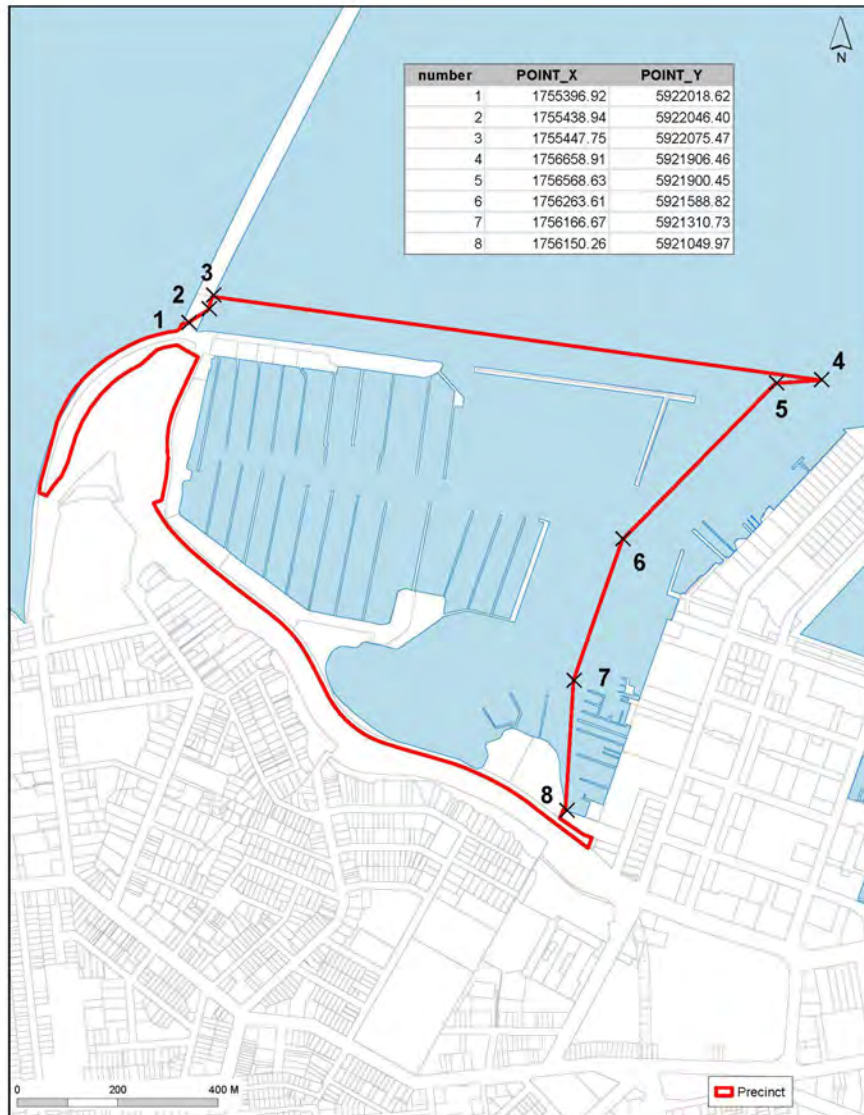 N
number POINT_X POINT_Y
1 1755396.92 5922018.62
2 1755438.94 5922046.40
3 1755447.75 5922075.47
4 1756658.91 5921906.46
5 1756568.63 5921900.45
6 1756263.61 5921588.82
7 1756166.67 5921310.73
8 1756150.26 5921049.97
3
2
1
4
5
6
7
8
0 200 400 M
Precinct